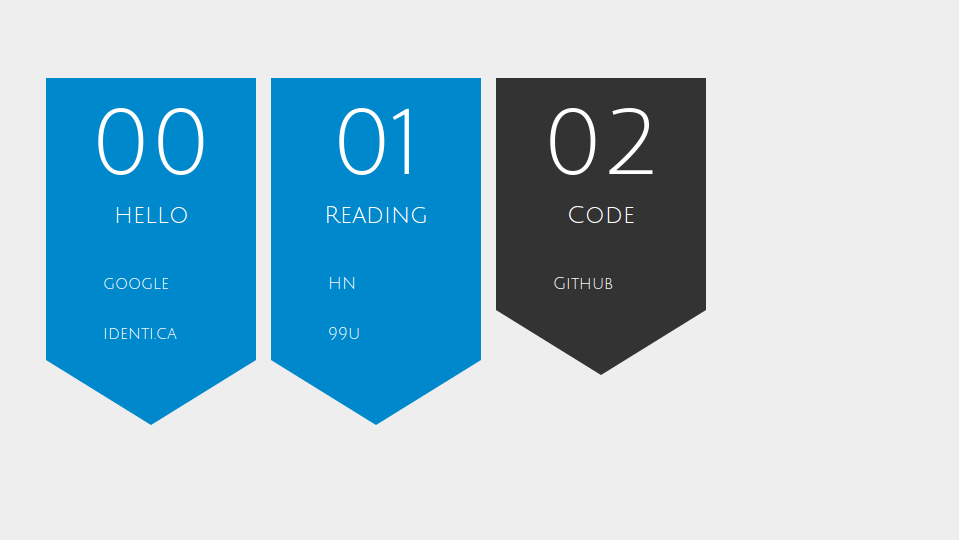 00
HELLO
GOOGLE
IDENTI.CA
01
READING
HN
99U
02
CODE
GITHUB